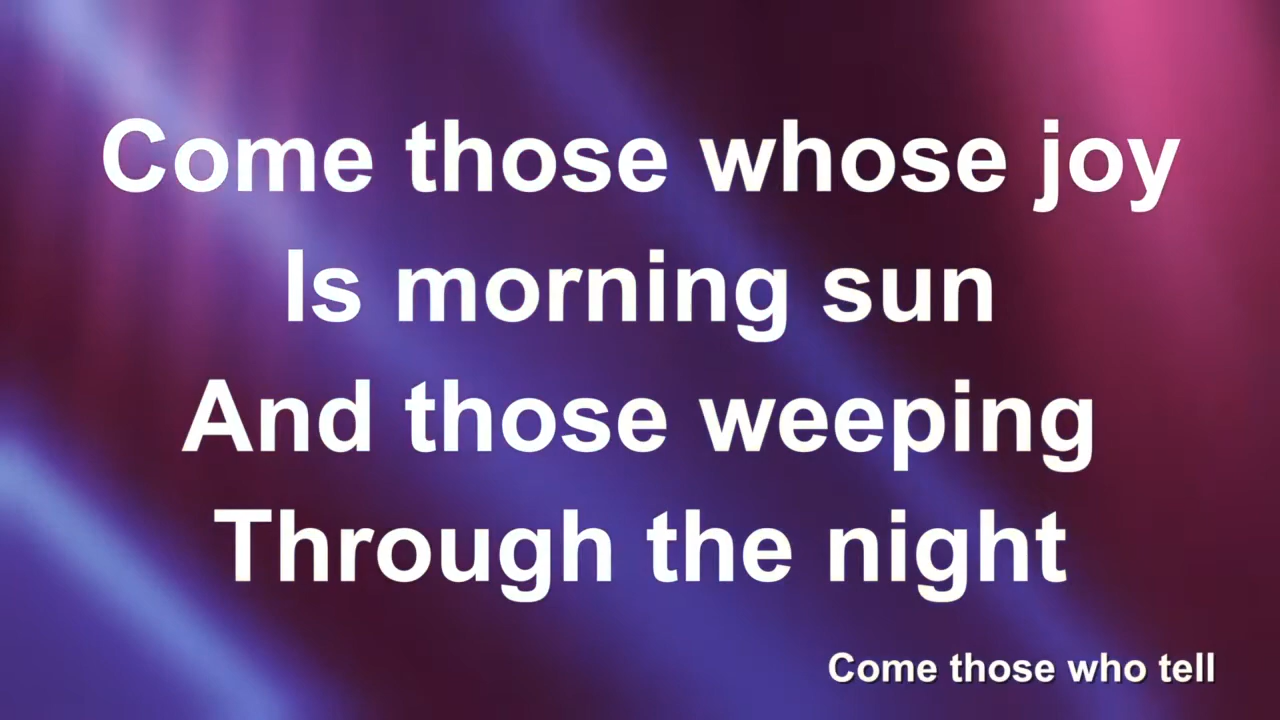 Come those whose joy
Is morning sun
And those weeping
Through the night
Come those who tell